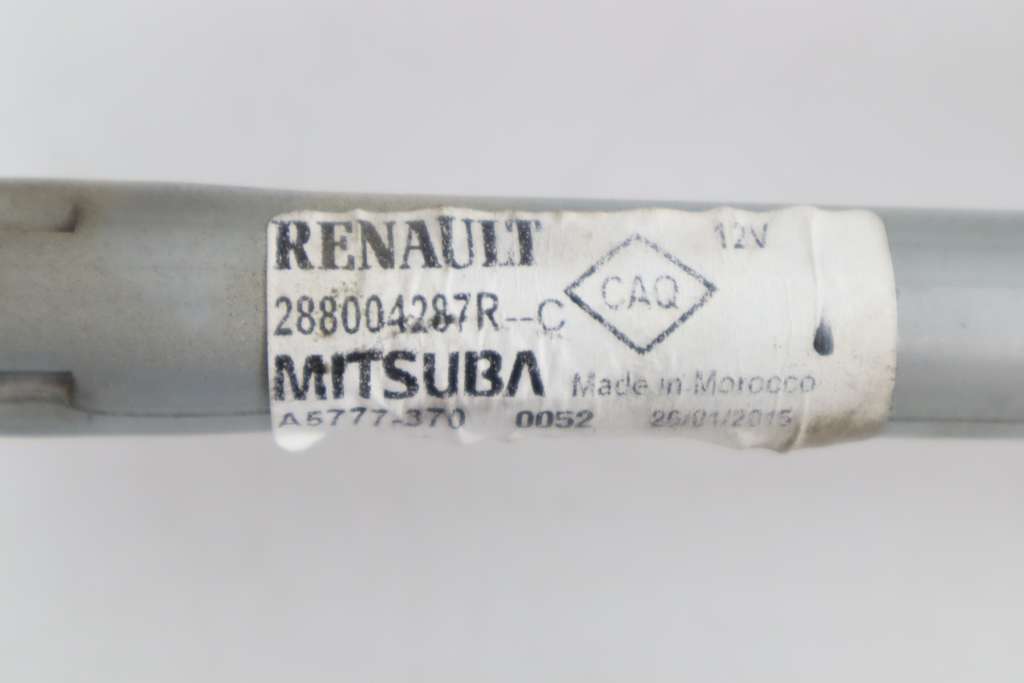 RENAULT 12V
288004287R--C CAQ
MITSUBA Made in Morocco
A5777-370 0052 26/01/2015